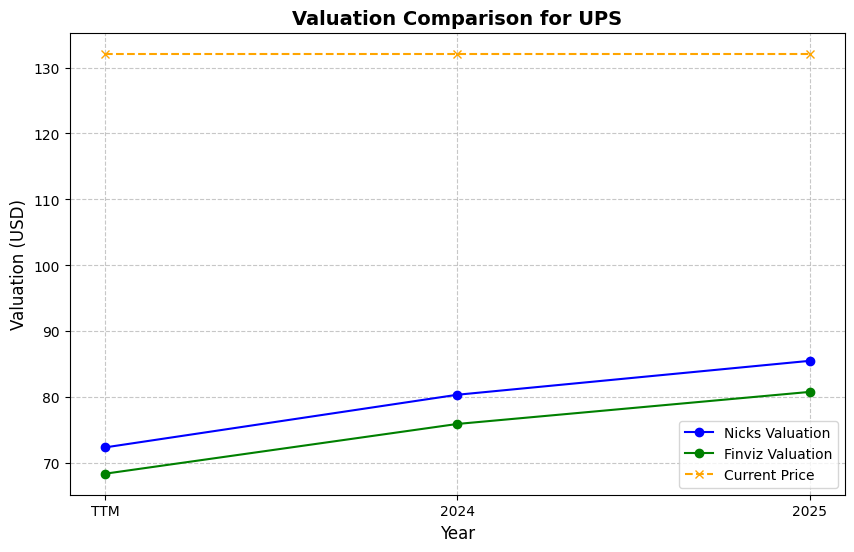 Valuation Comparison for UPS
Valuation (USD)
130
120
110
100
90
80
70
TTM
2024
2025
Year
Nicks Valuation
Finviz Valuation
Current Price